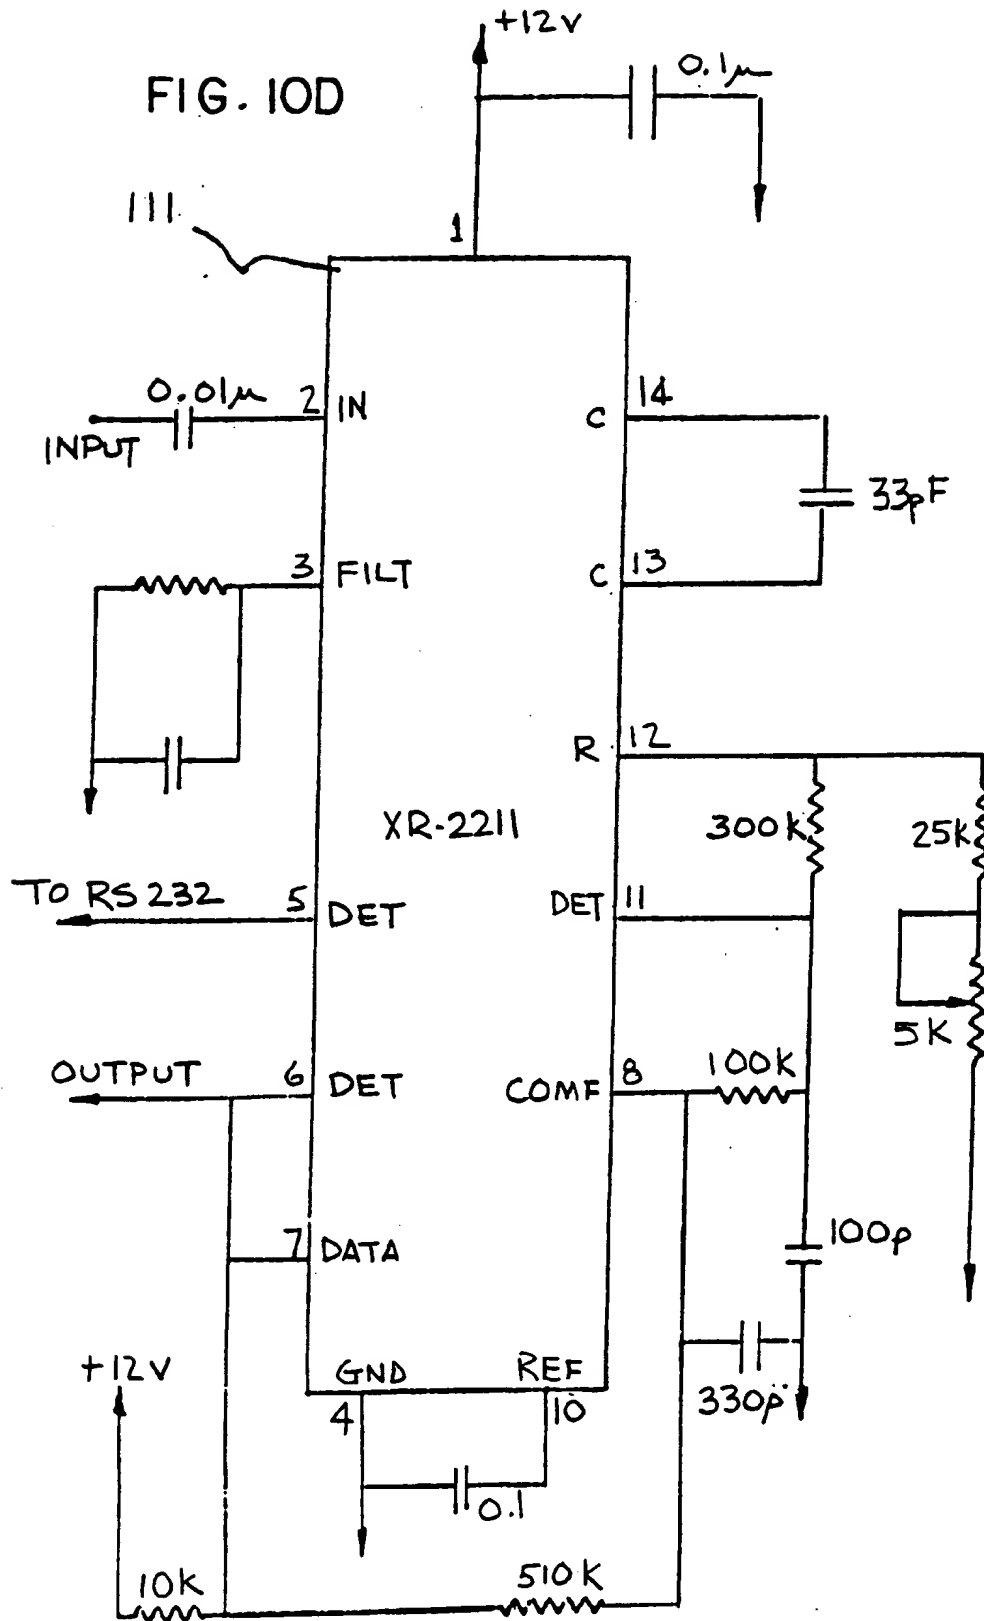 +12v
FIG. 10D
0.1μ
111
1
0.01μ
2 IN
INPUT
14
C
33pF
3 FILT
C 13
R 12
XR-2211
300k
25k
TO RS 232
5 DET
DET 11
5K
OUTPUT
6 DET
COMF 8
100k
7 DATA
100p
+12v
GND
REF
4
10
330p
0.1
10K
510K